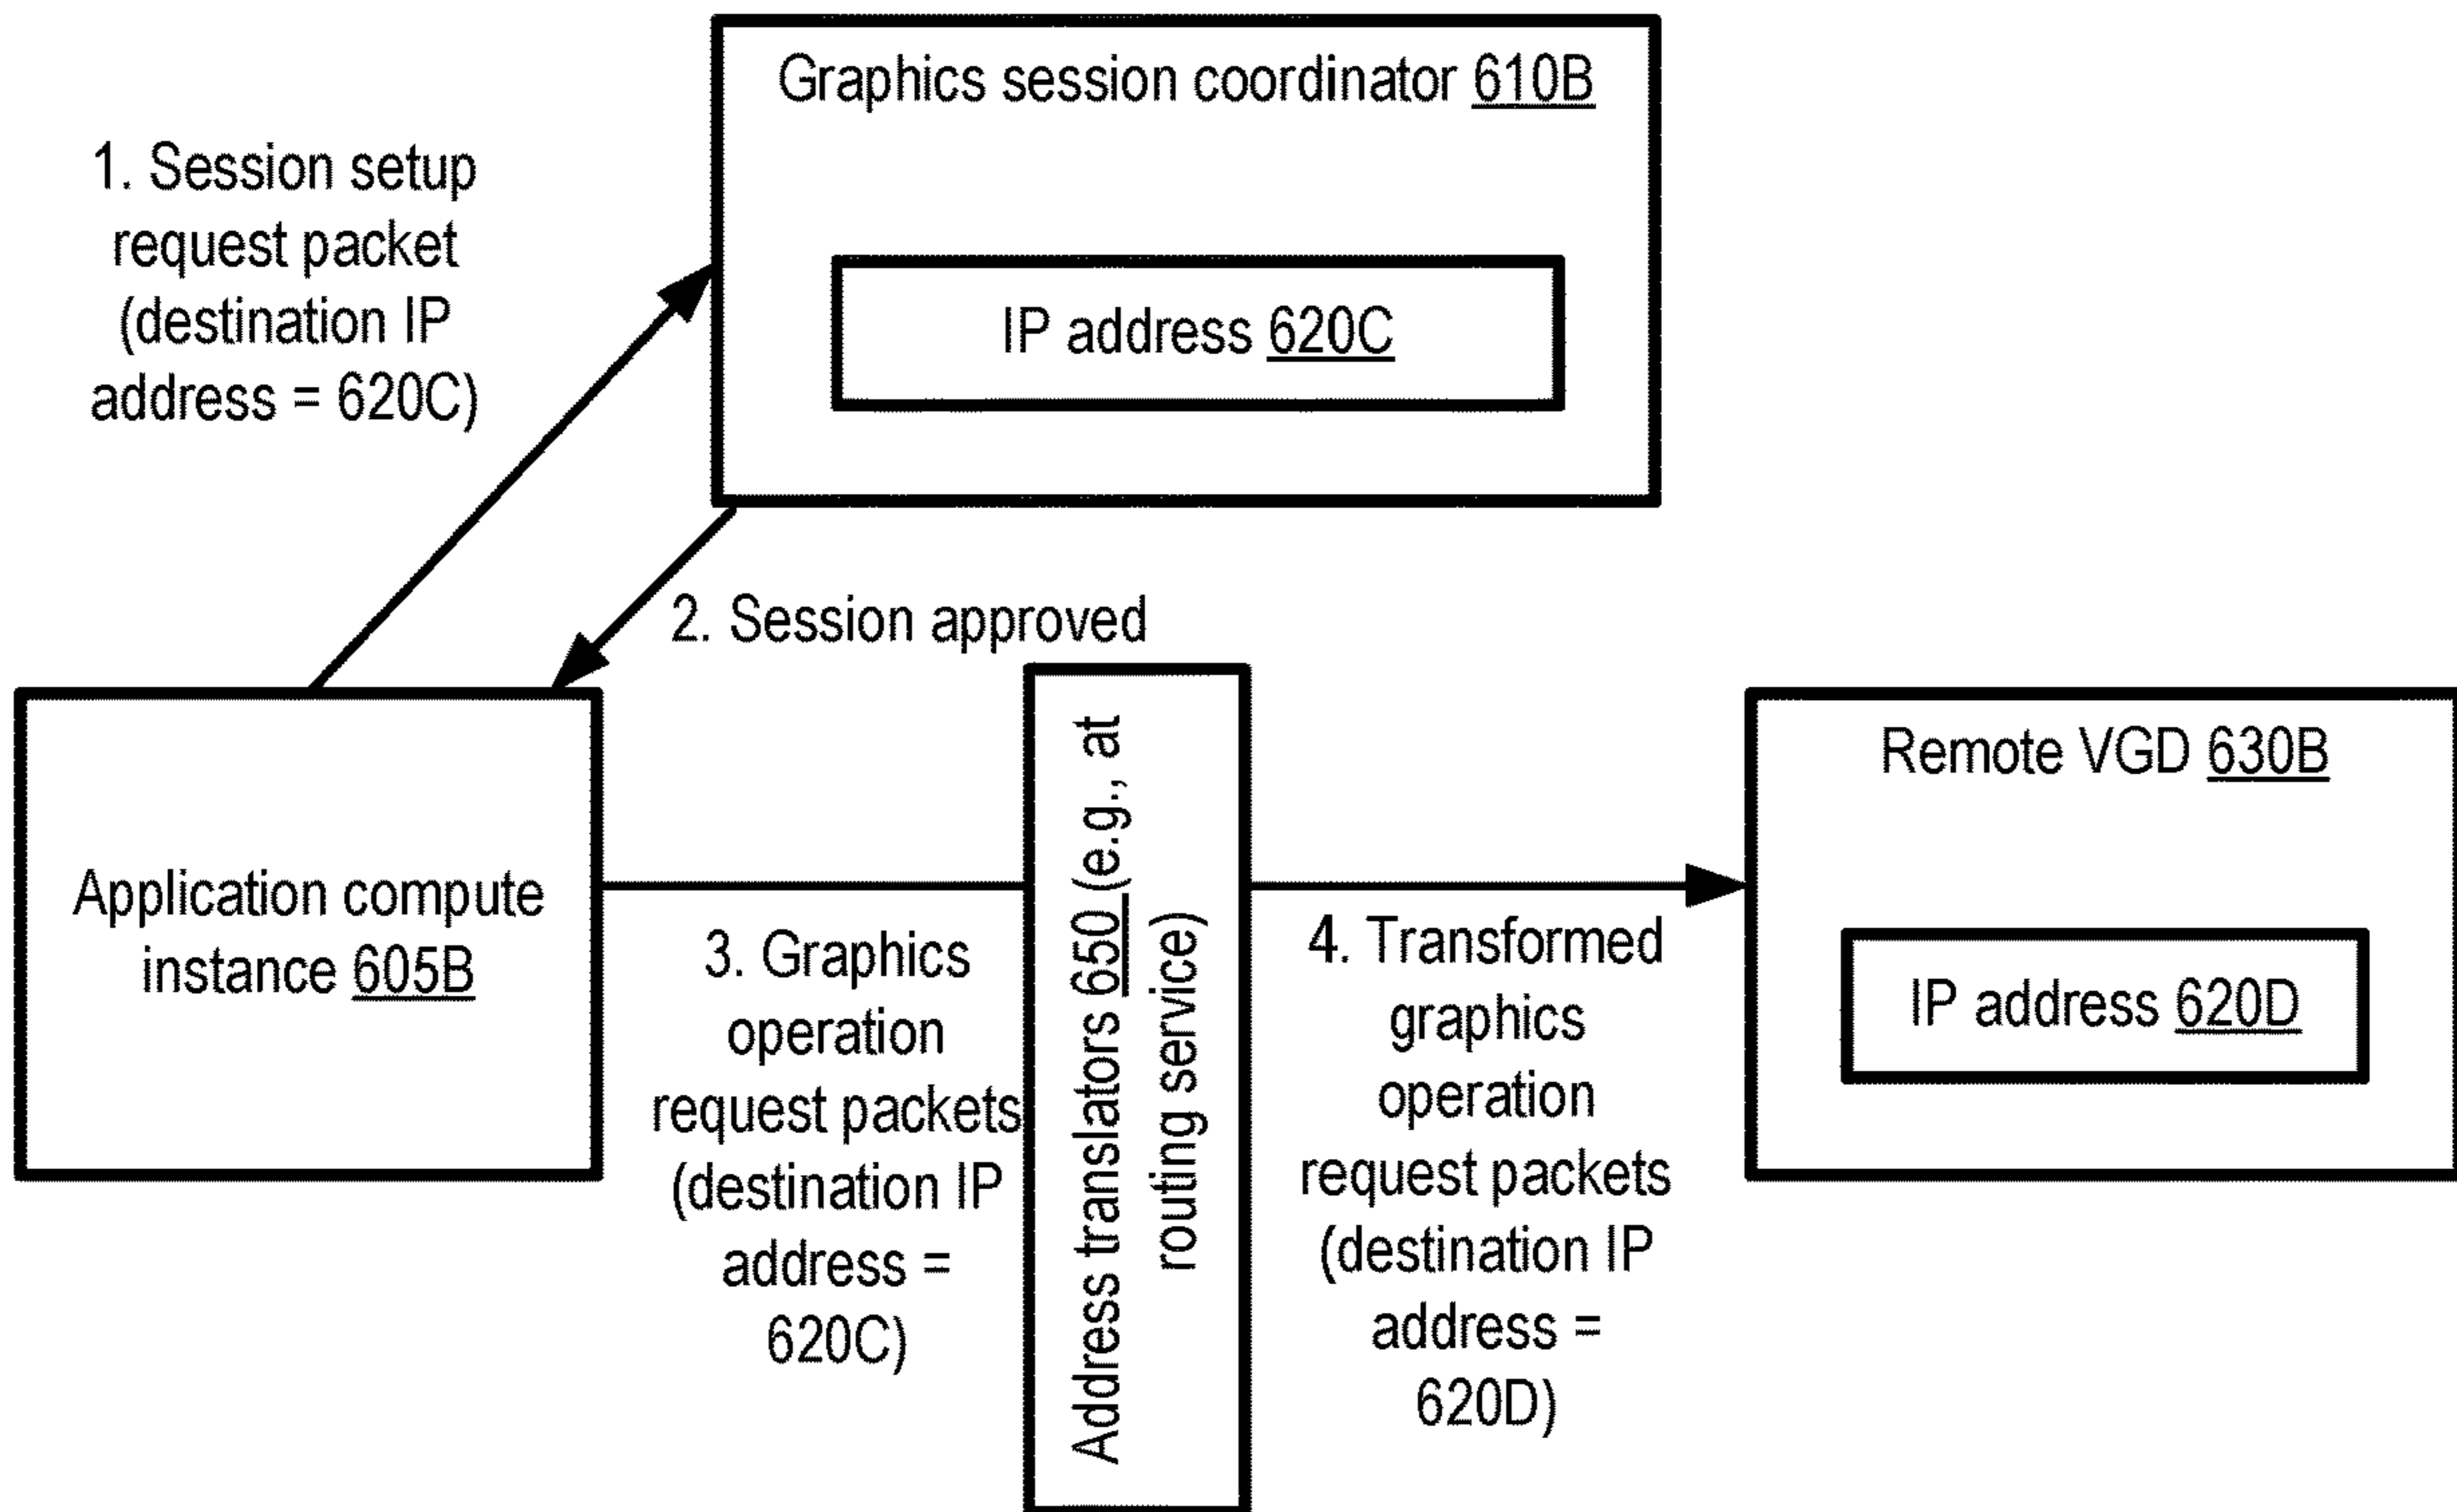 Graphics session coordinator 610B
IP address 620C
1. Session setup
request packet
(destination IP
address = 620C)
2. Session approved
Application compute
instance 605B
3. Graphics
operation
request packets
(destination IP
address =
620C)
Address translators 650 (e.g., at
routing service)
4. Transformed
graphics
operation
request packets
(destination IP
address =
620D)
Remote VGD 630B
IP address 620D